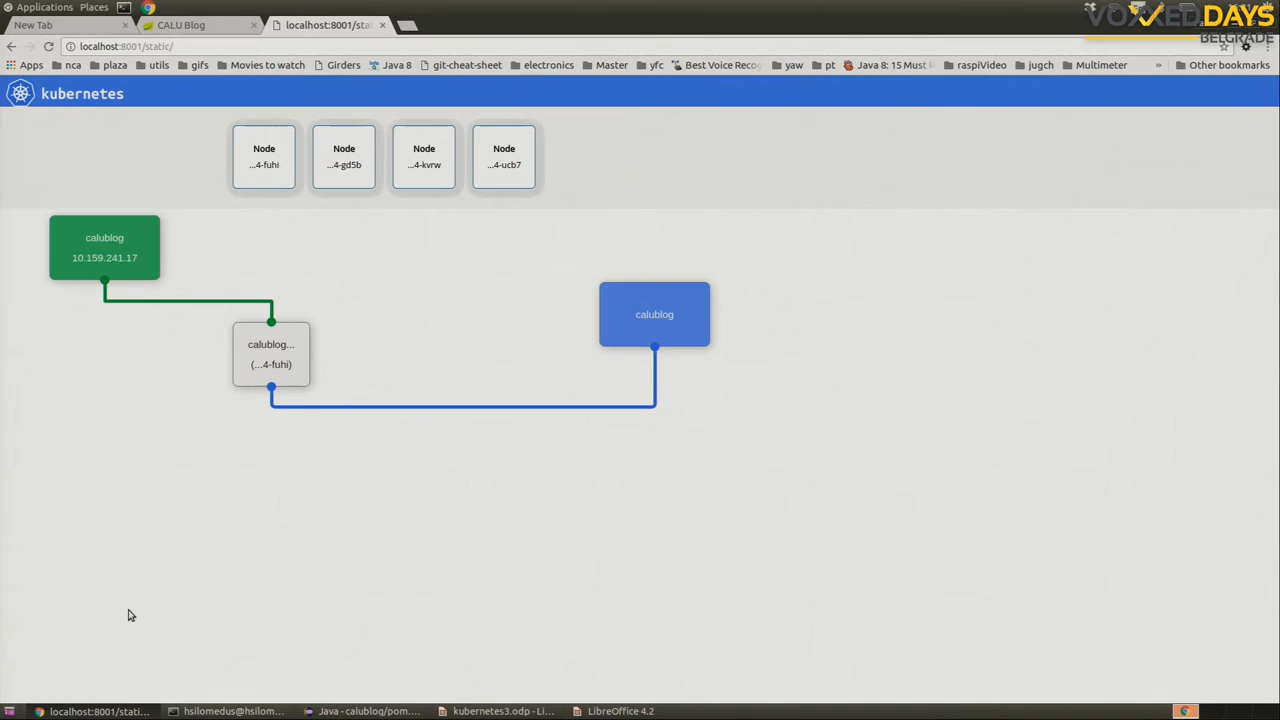 Applications Places
VOXXED DAYS
BELGRADE
New Tab
CALU Blog
localhost:8001/stat
localhost:8001/static/
Apps nca plaza utils gifs Movies to watch Girders Java 8 git-cheat-sheet electronics Master yfc Best Voice Recog yaw pt Java 8: 15 Must R raspiVideo jugch Multimeter » Other bookmarks
kubernetes
Node
...4-fuhi
Node
...4-gd5b
Node
...4-kvrw
Node
...4-ucb7
calublog
10.159.241.17
calublog
calublog...
(...4-fuhi)
localhost:8001/stati... hsilomedus@hsilom... Java - calublog/pom.... kubernetes3.odp - Li... LibreOffice 4.2